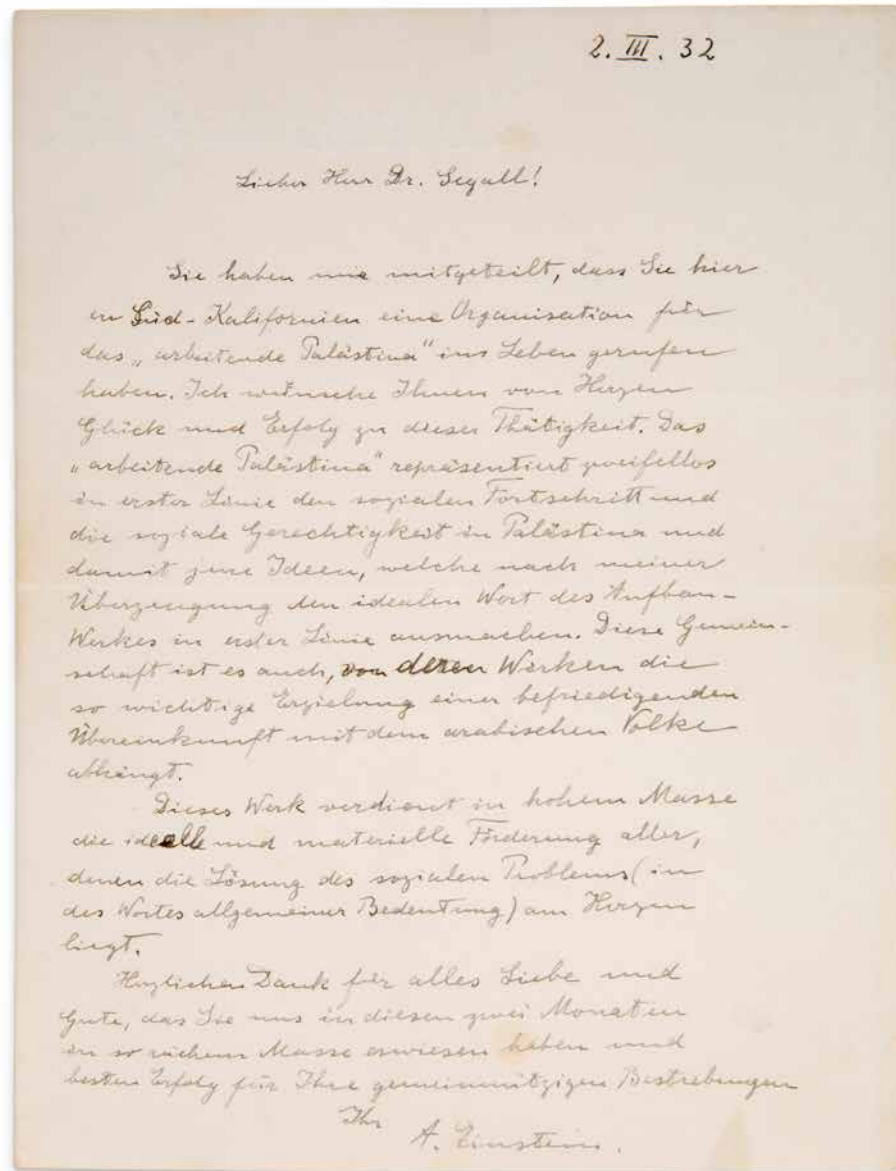 2. III. 32
Lieber Herr Dr. Segall!
Sie haben mir mitgeteilt, dass Sie hier
in Süd-Kalifornien eine Organisation für
das „arbeitende Palästina“ ins Leben gerufen
haben. Ich wünsche Ihnen von Herzen
Glück und Erfolg zu dieser Thätigkeit. Das
„arbeitende Palästina“ repräsentiert zweifellos
in erster Linie den sozialen Fortschritt und
die soziale Gerechtigkeit in Palästina und
damit jene Ideen, welche nach meiner
Überzeugung den idealen Wert des Aufbau-
Werkes in erster Linie ausmachen. Diese Gemein-
schaft ist es auch, von deren Wirken die
so wichtige Erzielung einer befriedigenden
Übereinkunft mit dem arabischen Volke
abhängt.
Dieses Werk verdient in hohem Masse
die ideelle und materielle Förderung aller,
denen die Lösung des sozialen Problems (in
des Wortes allgemeiner Bedeutung) am Herzen
liegt.
Herzlichen Dank für alles Liebe und
Gute, das Sie uns in diesen zwei Monaten
in so reichem Masse erwiesen haben und
besten Erfolg für Ihre gemeinnützigen Bestrebungen
Ihr
A. Einstein.